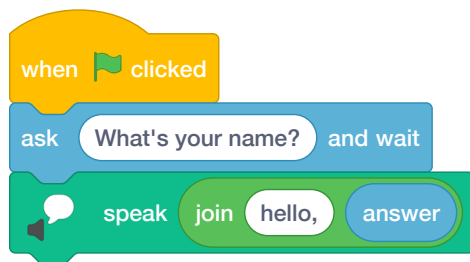 when clicked
ask What's your name? and wait
speak join hello, answer